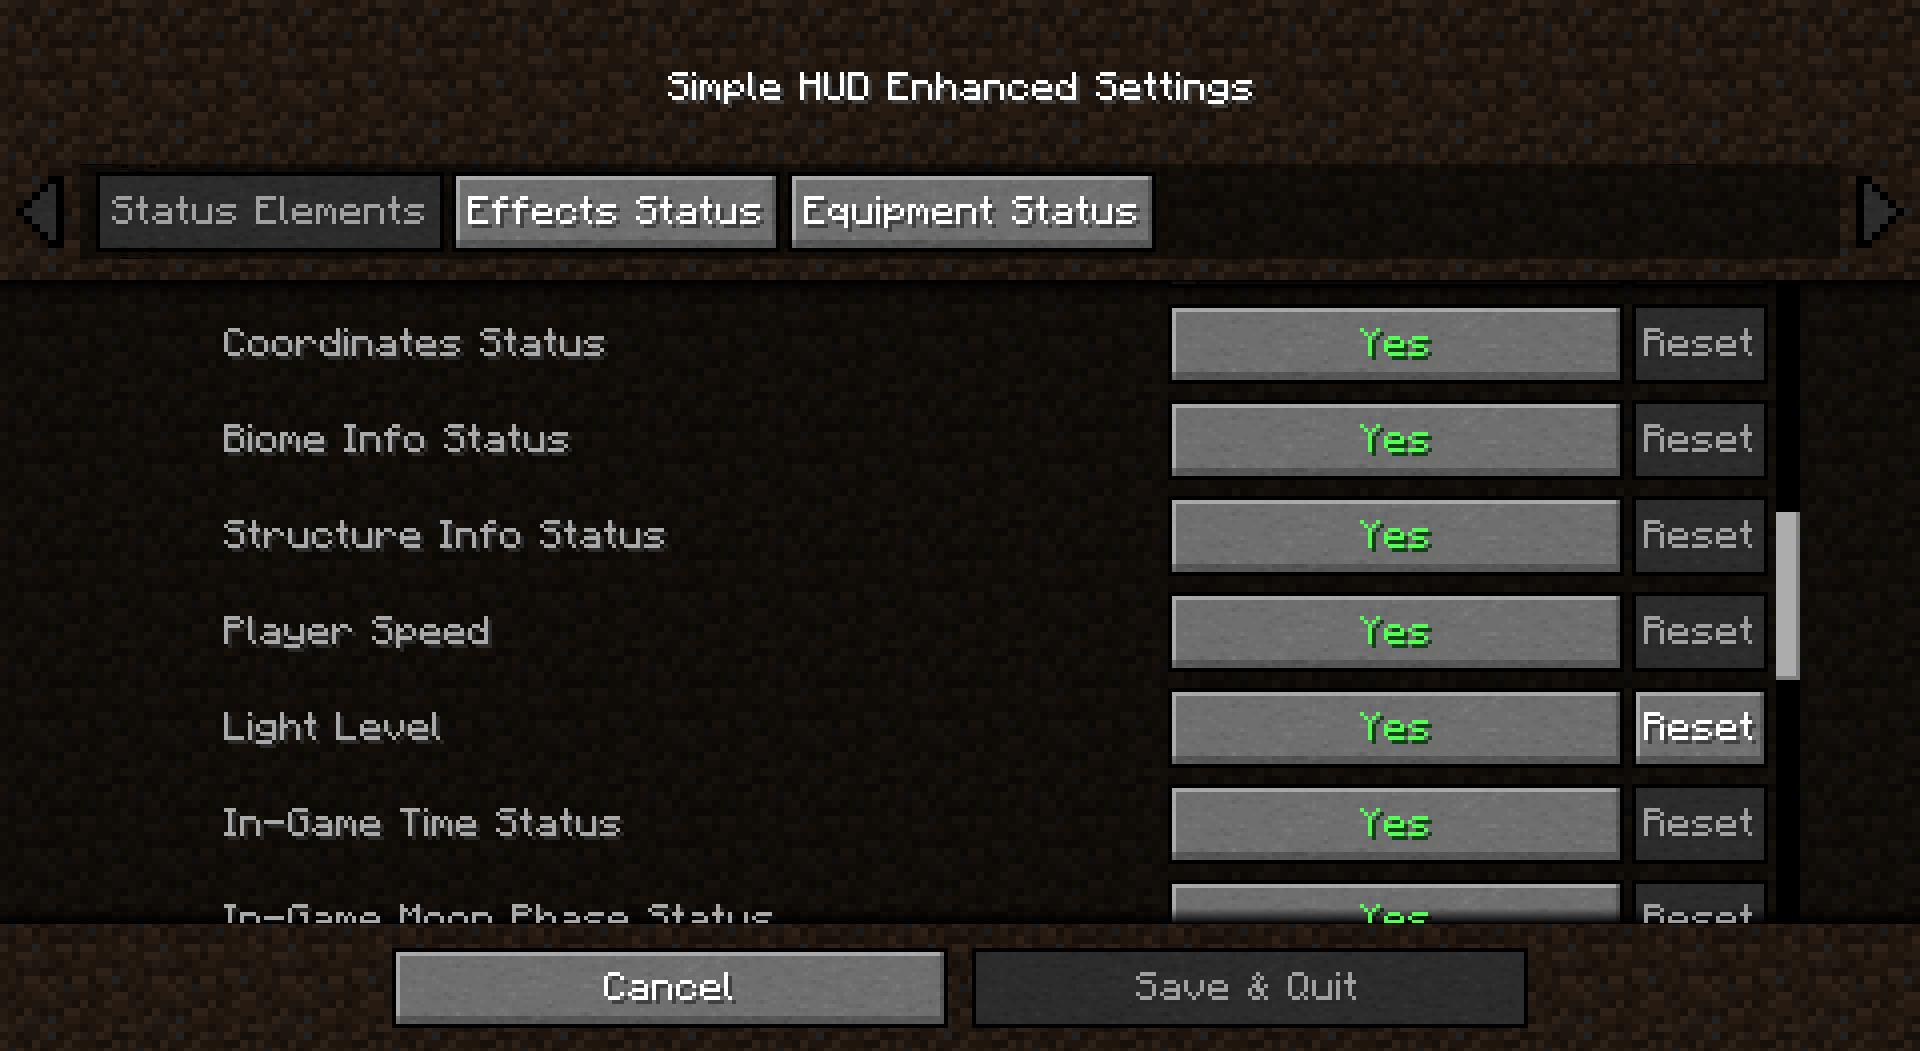 Simple HUD Enhanced Settings
Status Elements Effects Status Equipment Status
Coordinates Status Yes Reset
Biome Info Status Yes Reset
Structure Info Status Yes Reset
Player Speed Yes Reset
Light Level Yes Reset
In-Game Time Status Yes Reset
In-Game Moon Phase Status Yes Reset
Cancel Save & Quit